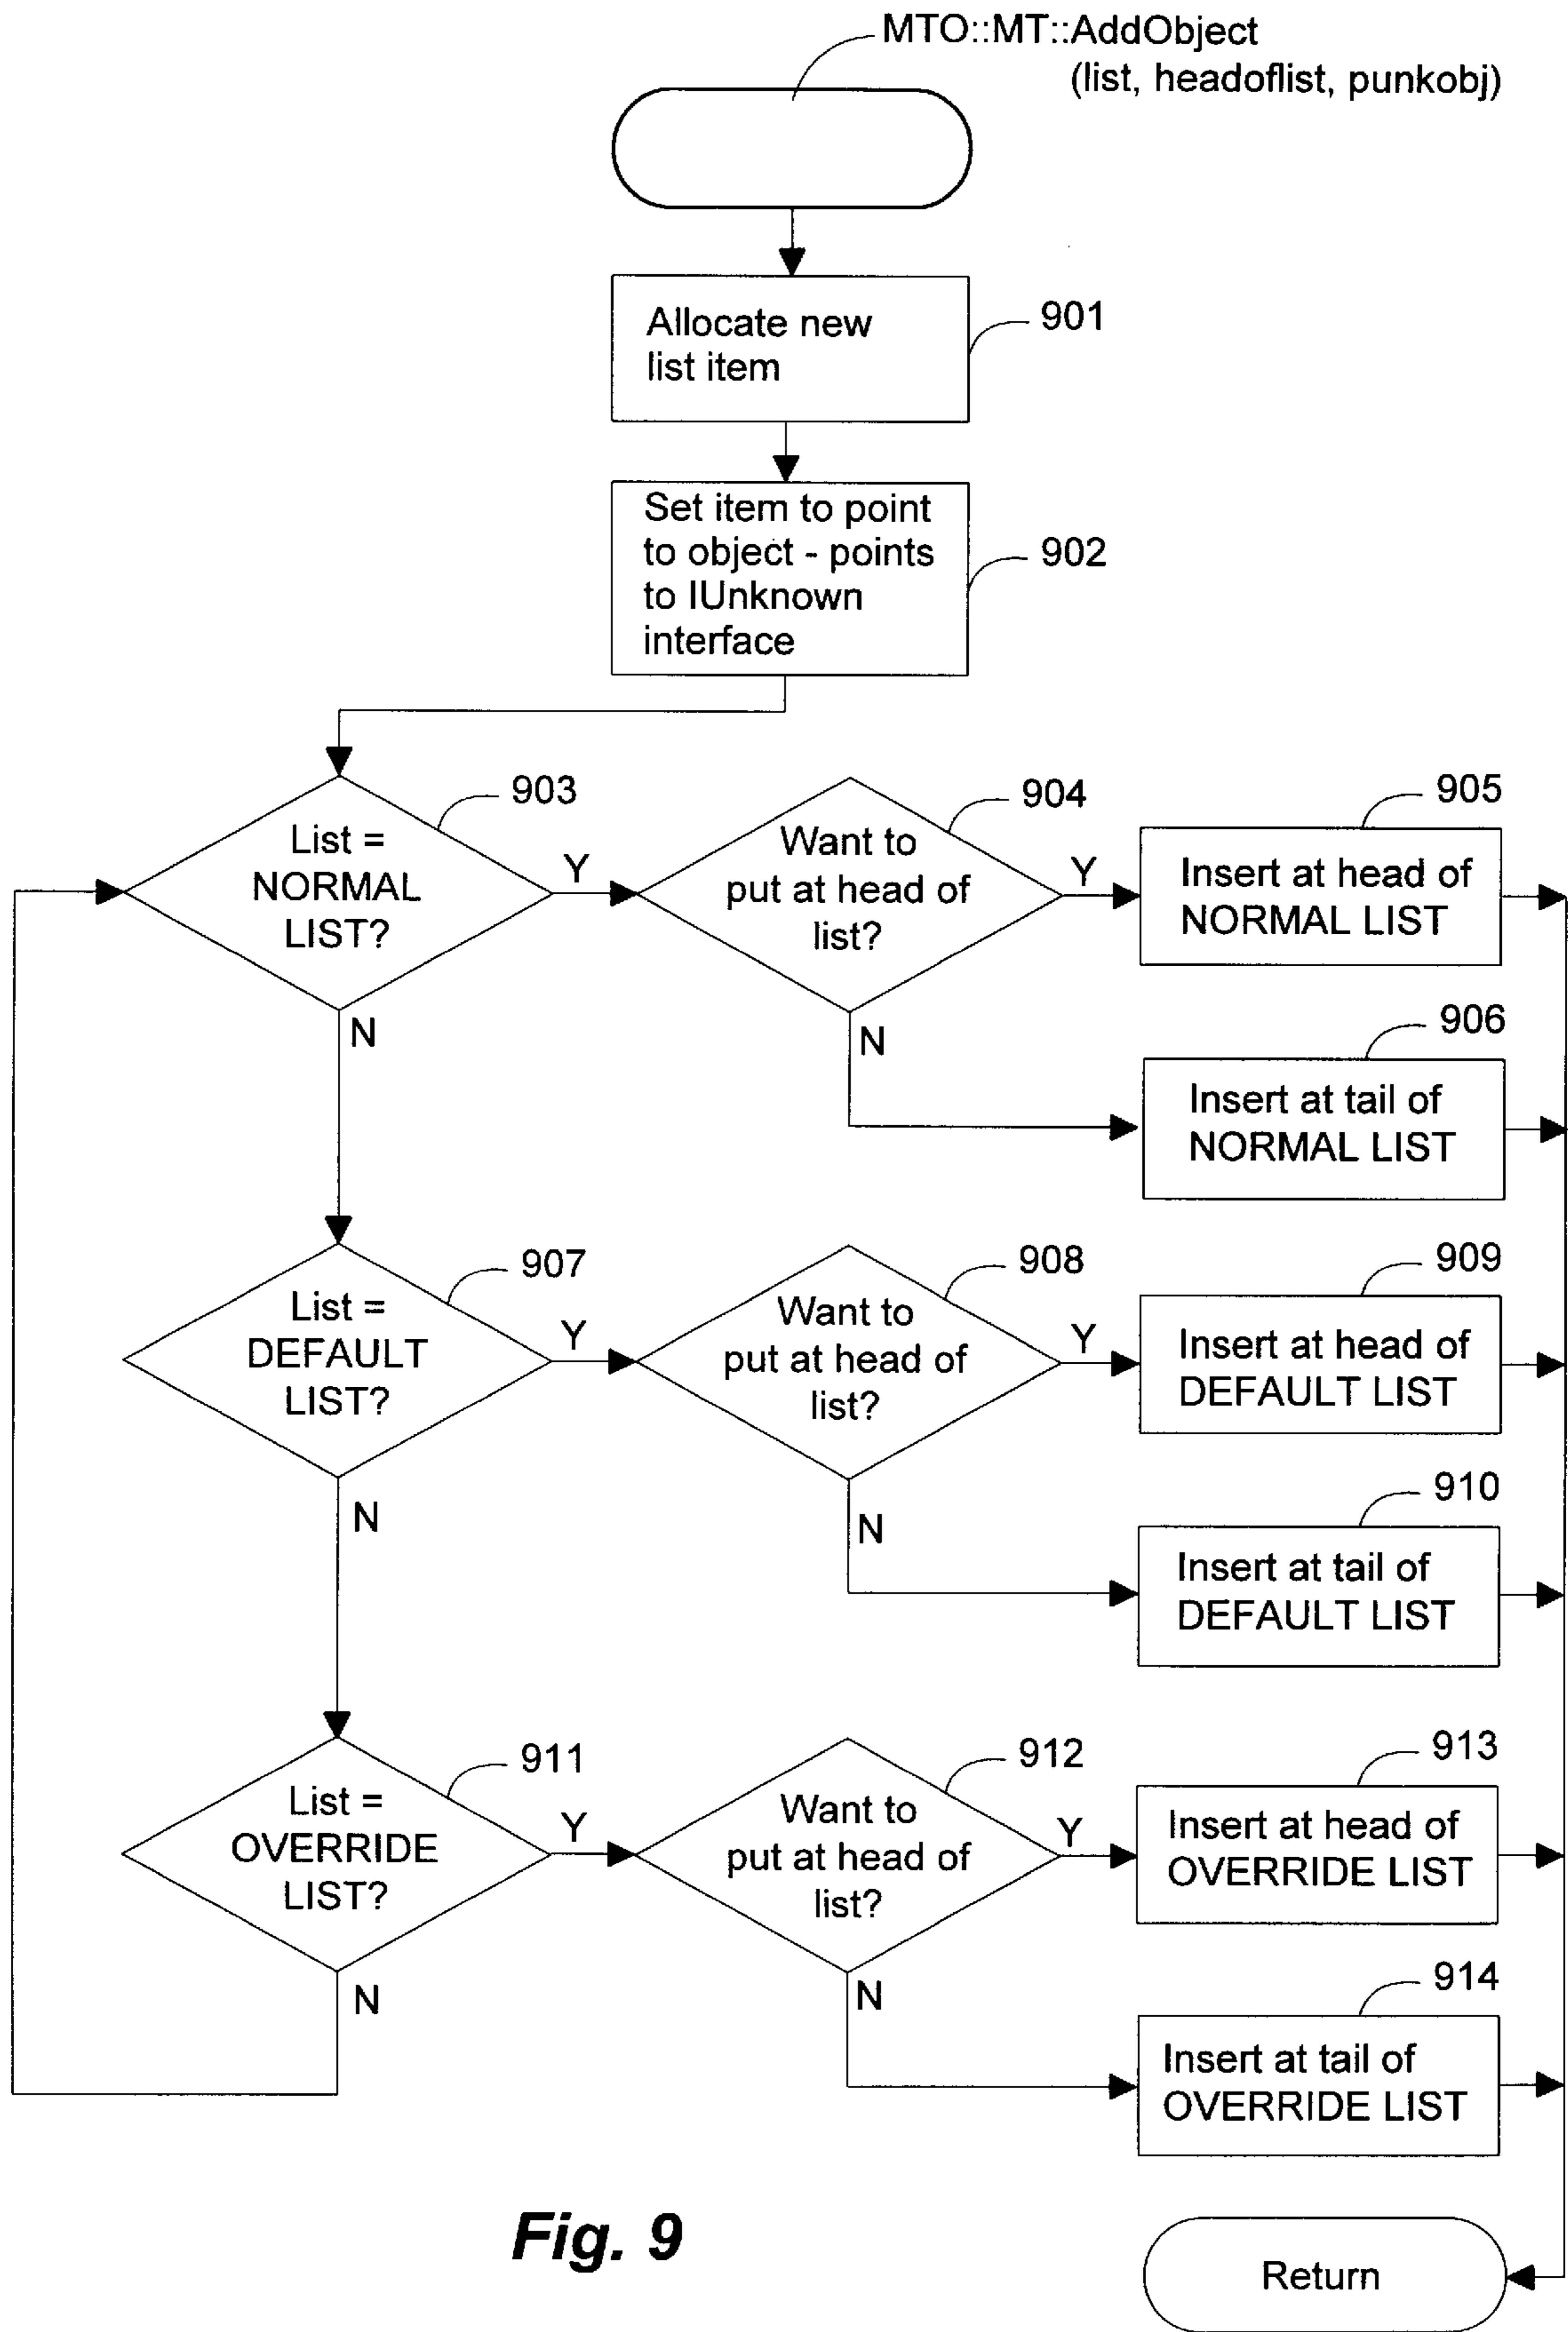 MTO::MT::AddObject
(list, headoflist, punkobj)
Allocate new
list item
901
Set item to point
to object - points
to IUnknown
interface
902
List =
NORMAL
LIST?
903
Y
N
Want to
put at head of
list?
904
Y
N
Insert at head of
NORMAL LIST
905
Insert at tail of
NORMAL LIST
906
List =
DEFAULT
LIST?
907
Y
N
Want to
put at head of
list?
908
Y
N
Insert at head of
DEFAULT LIST
909
Insert at tail of
DEFAULT LIST
910
List =
OVERRIDE
LIST?
911
Y
N
Want to
put at head of
list?
912
Y
N
Insert at head of
OVERRIDE LIST
913
Insert at tail of
OVERRIDE LIST
914
Fig. 9
Return